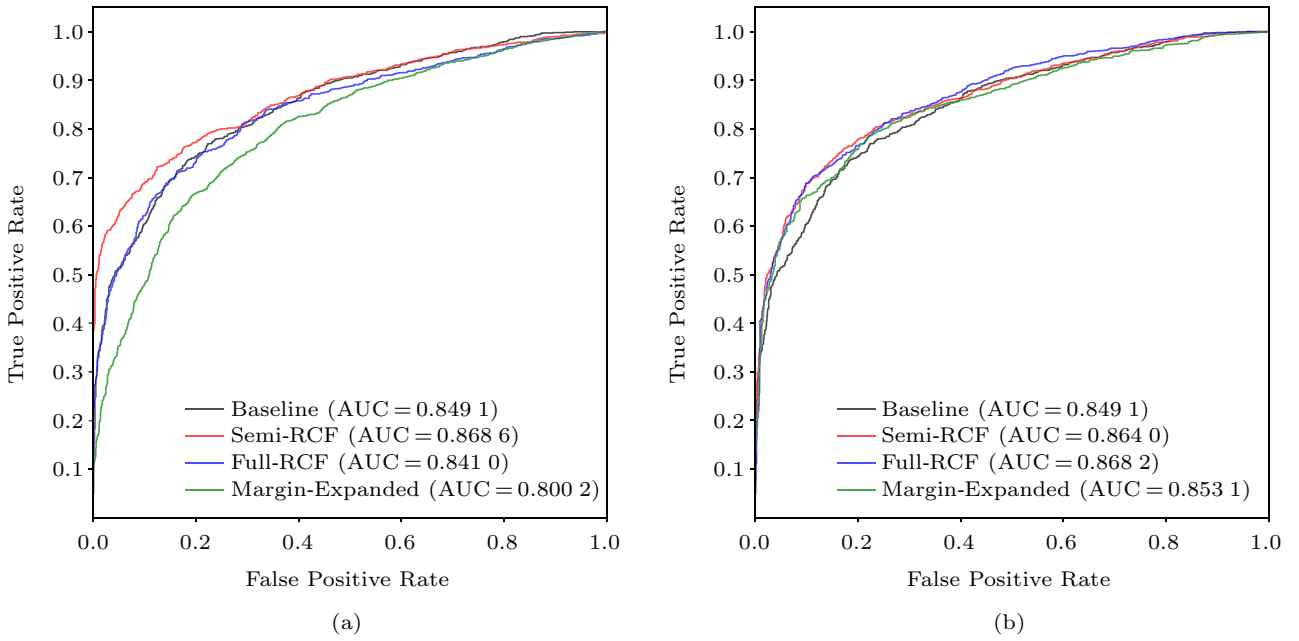 1.0
0.9
0.8
0.7
0.6
0.5
0.4
0.3
0.2
0.1
True Positive Rate
Baseline (AUC = 0.849 1)
Semi-RCF (AUC = 0.868 6)
Full-RCF (AUC = 0.841 0)
Margin-Expanded (AUC = 0.800 2)
0.0 0.2 0.4 0.6 0.8 1.0
False Positive Rate
(a)
1.0
0.9
0.8
0.7
0.6
0.5
0.4
0.3
0.2
0.1
True Positive Rate
Baseline (AUC = 0.849 1)
Semi-RCF (AUC = 0.864 0)
Full-RCF (AUC = 0.868 2)
Margin-Expanded (AUC = 0.853 1)
0.0 0.2 0.4 0.6 0.8 1.0
False Positive Rate
(b)